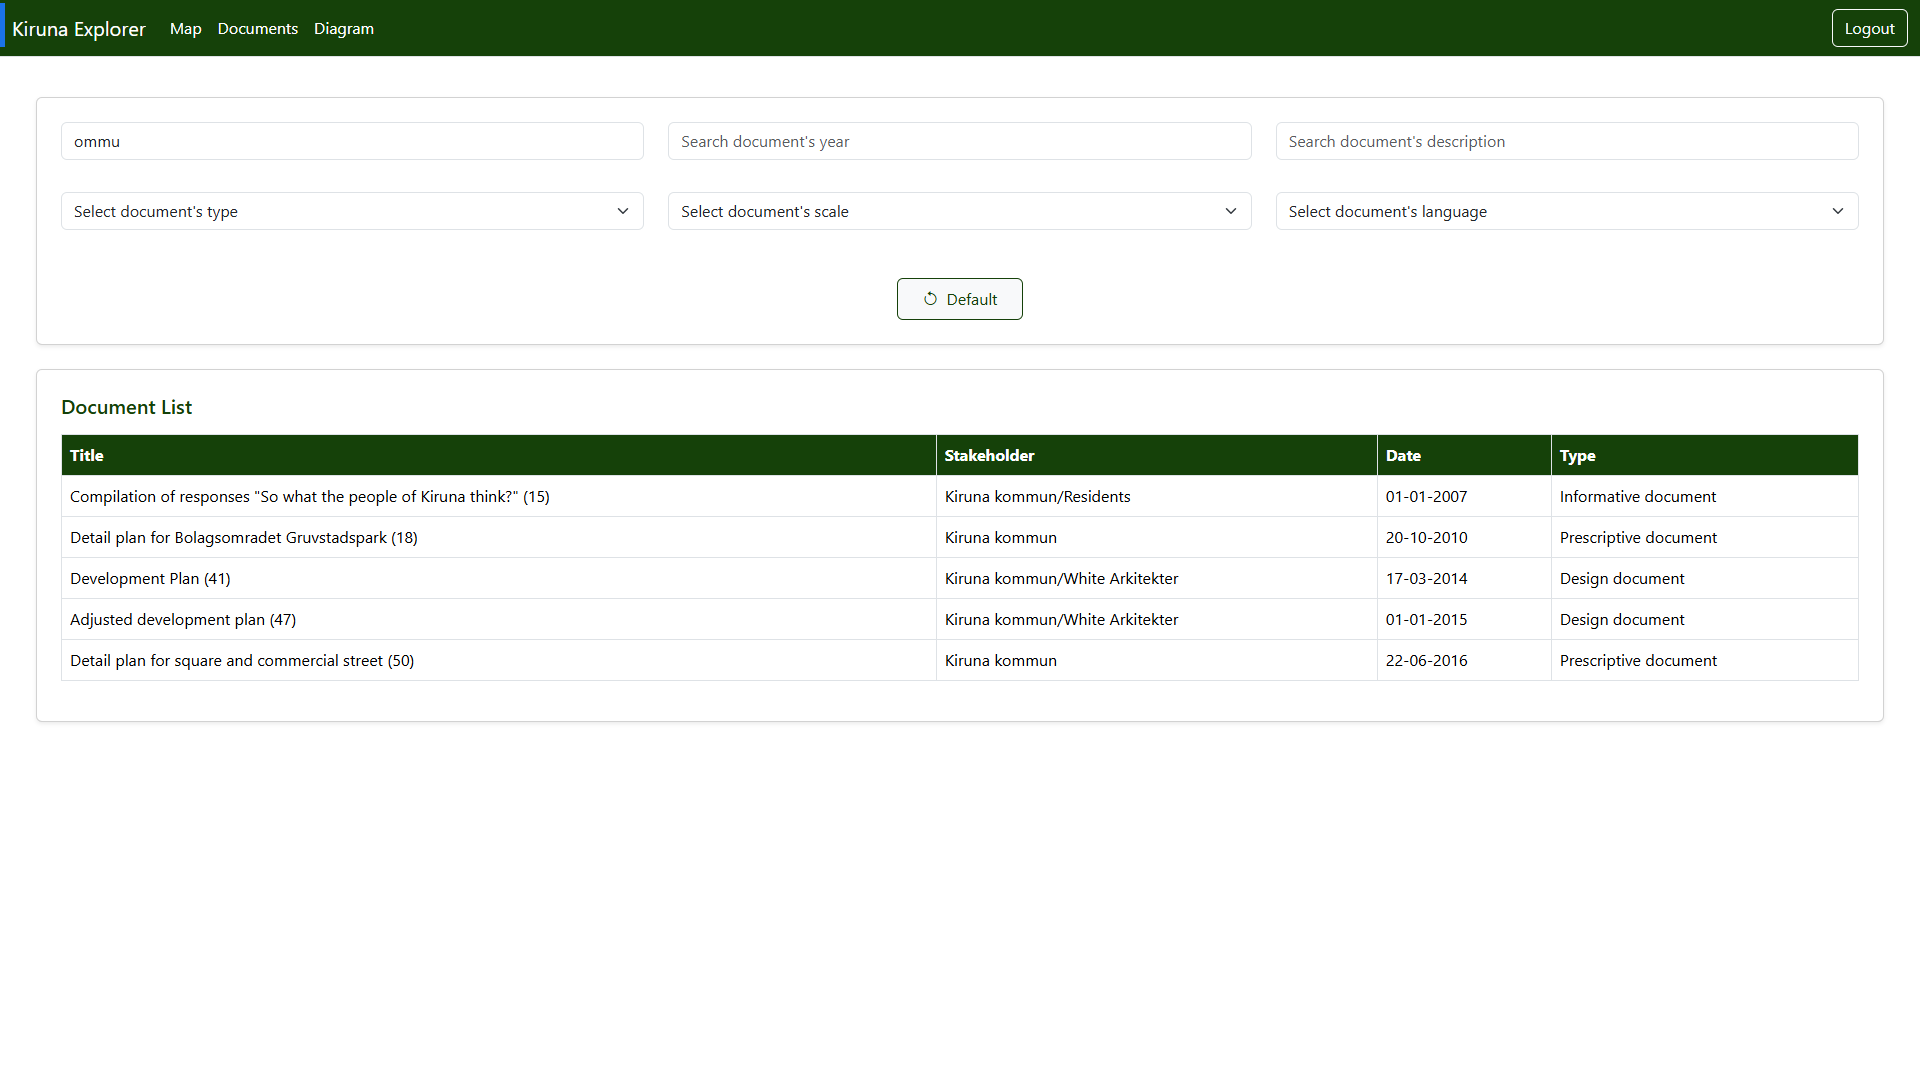 Kiruna Explorer Map Documents Diagram Logout
ommu Search document's year Search document's description
Select document's type Select document's scale Select document's language
Default
Document List
Title Stakeholder Date Type
Compilation of responses "So what the people of Kiruna think?" (15) Kiruna kommun/Residents 01-01-2007 Informative document
Detail plan for Bolagsomradet Gruvstadspark (18) Kiruna kommun 20-10-2010 Prescriptive document
Development Plan (41) Kiruna kommun/White Arkitekter 17-03-2014 Design document
Adjusted development plan (47) Kiruna kommun/White Arkitekter 01-01-2015 Design document
Detail plan for square and commercial street (50) Kiruna kommun 22-06-2016 Prescriptive document